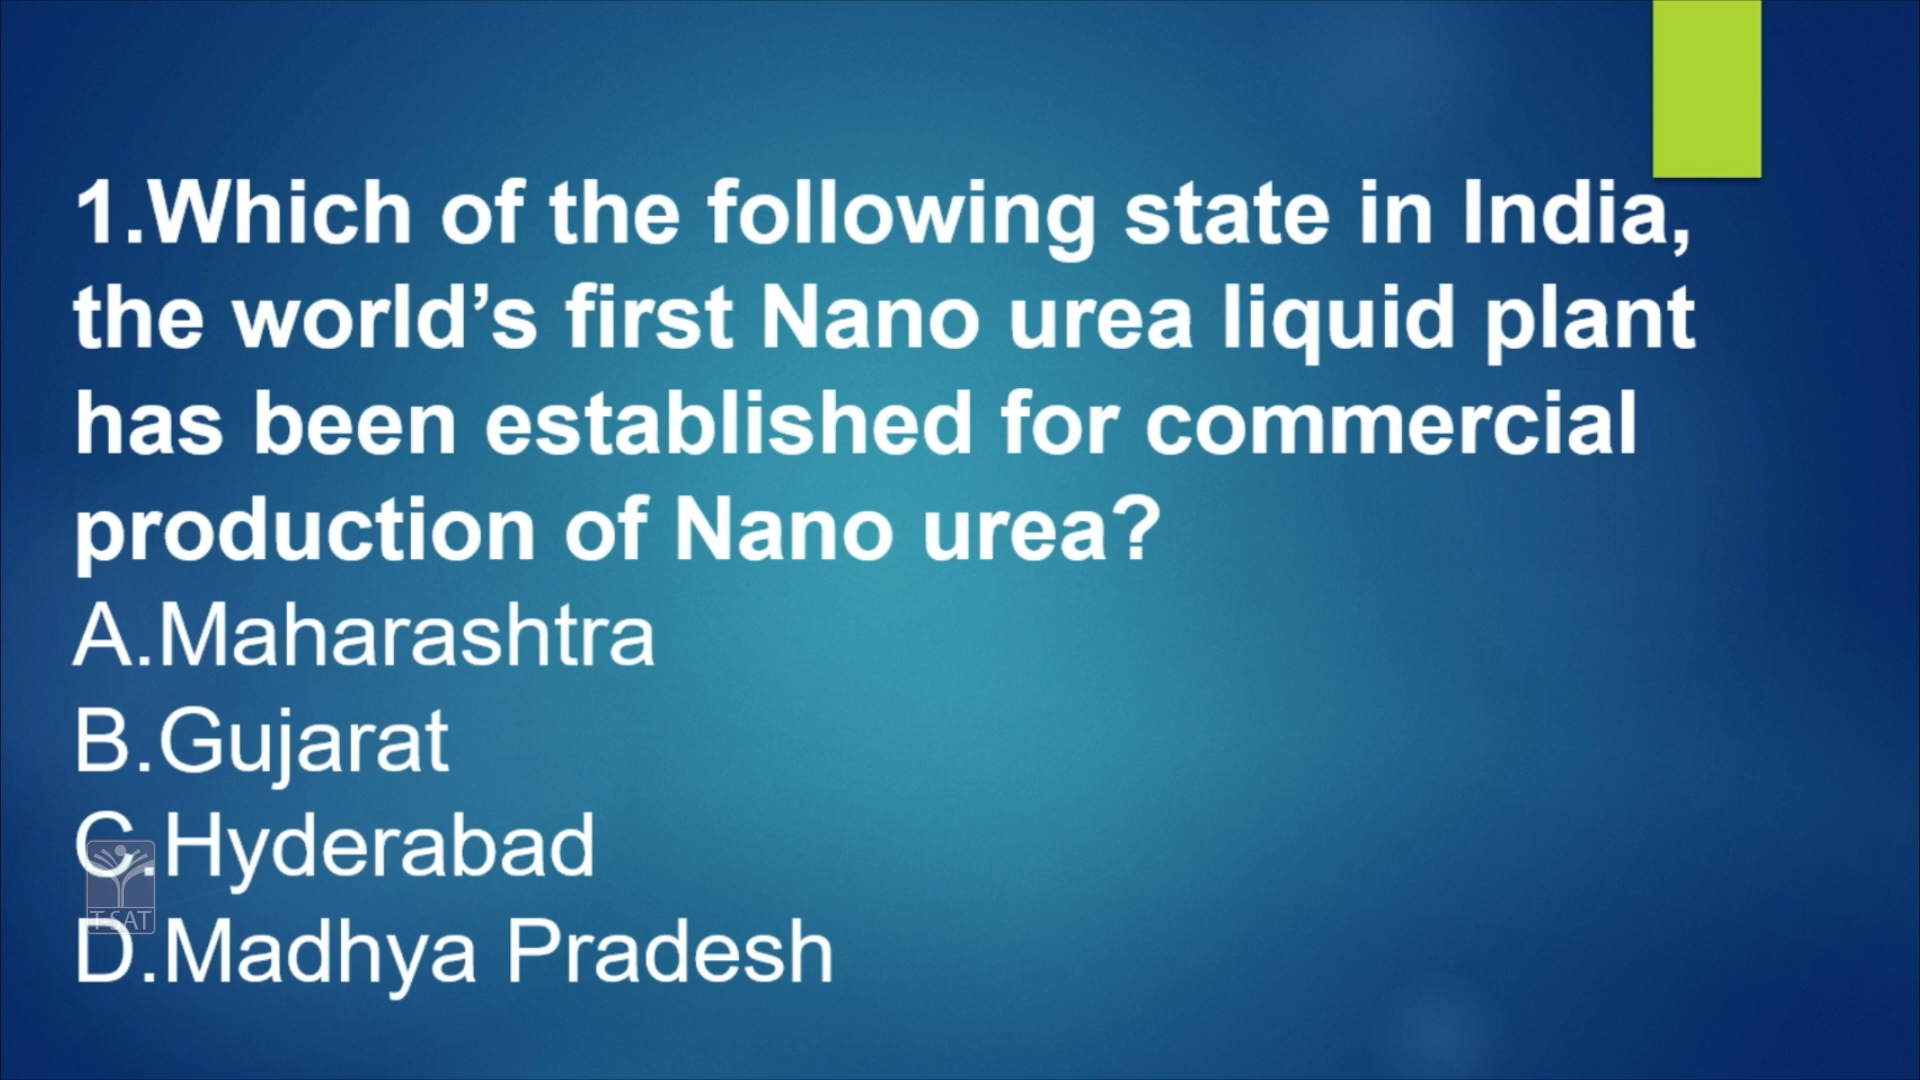 1.Which of the following state in India,
the world’s first Nano urea liquid plant
has been established for commercial
production of Nano urea?
A.Maharashtra
B.Gujarat
C.Hyderabad
T-SAT
D.Madhya Pradesh